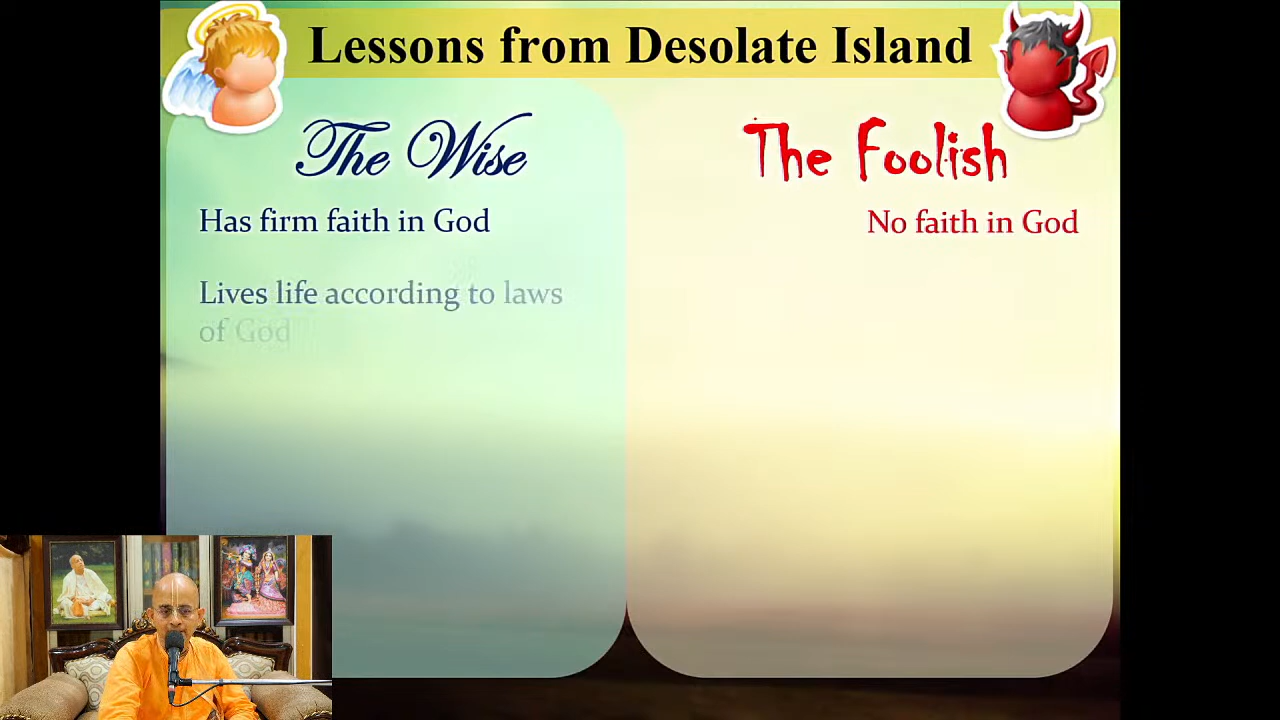 Lessons from Desolate Island
The Wise
Has firm faith in God
Lives life according to laws
of God
The Foolish
No faith in God